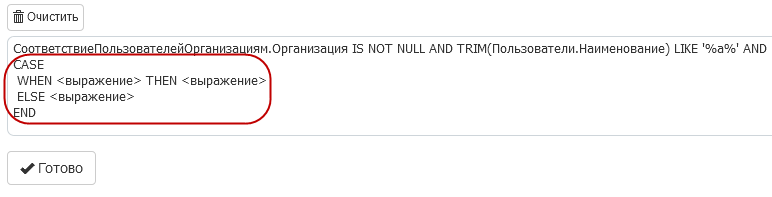 Очистить
СоответствиеПользователейОрганизациям.Организация IS NOT NULL AND TRIM(Пользователи.Наименование) LIKE '%a%' AND
CASE
WHEN <выражение> THEN <выражение>
ELSE <выражение>
END
Готово